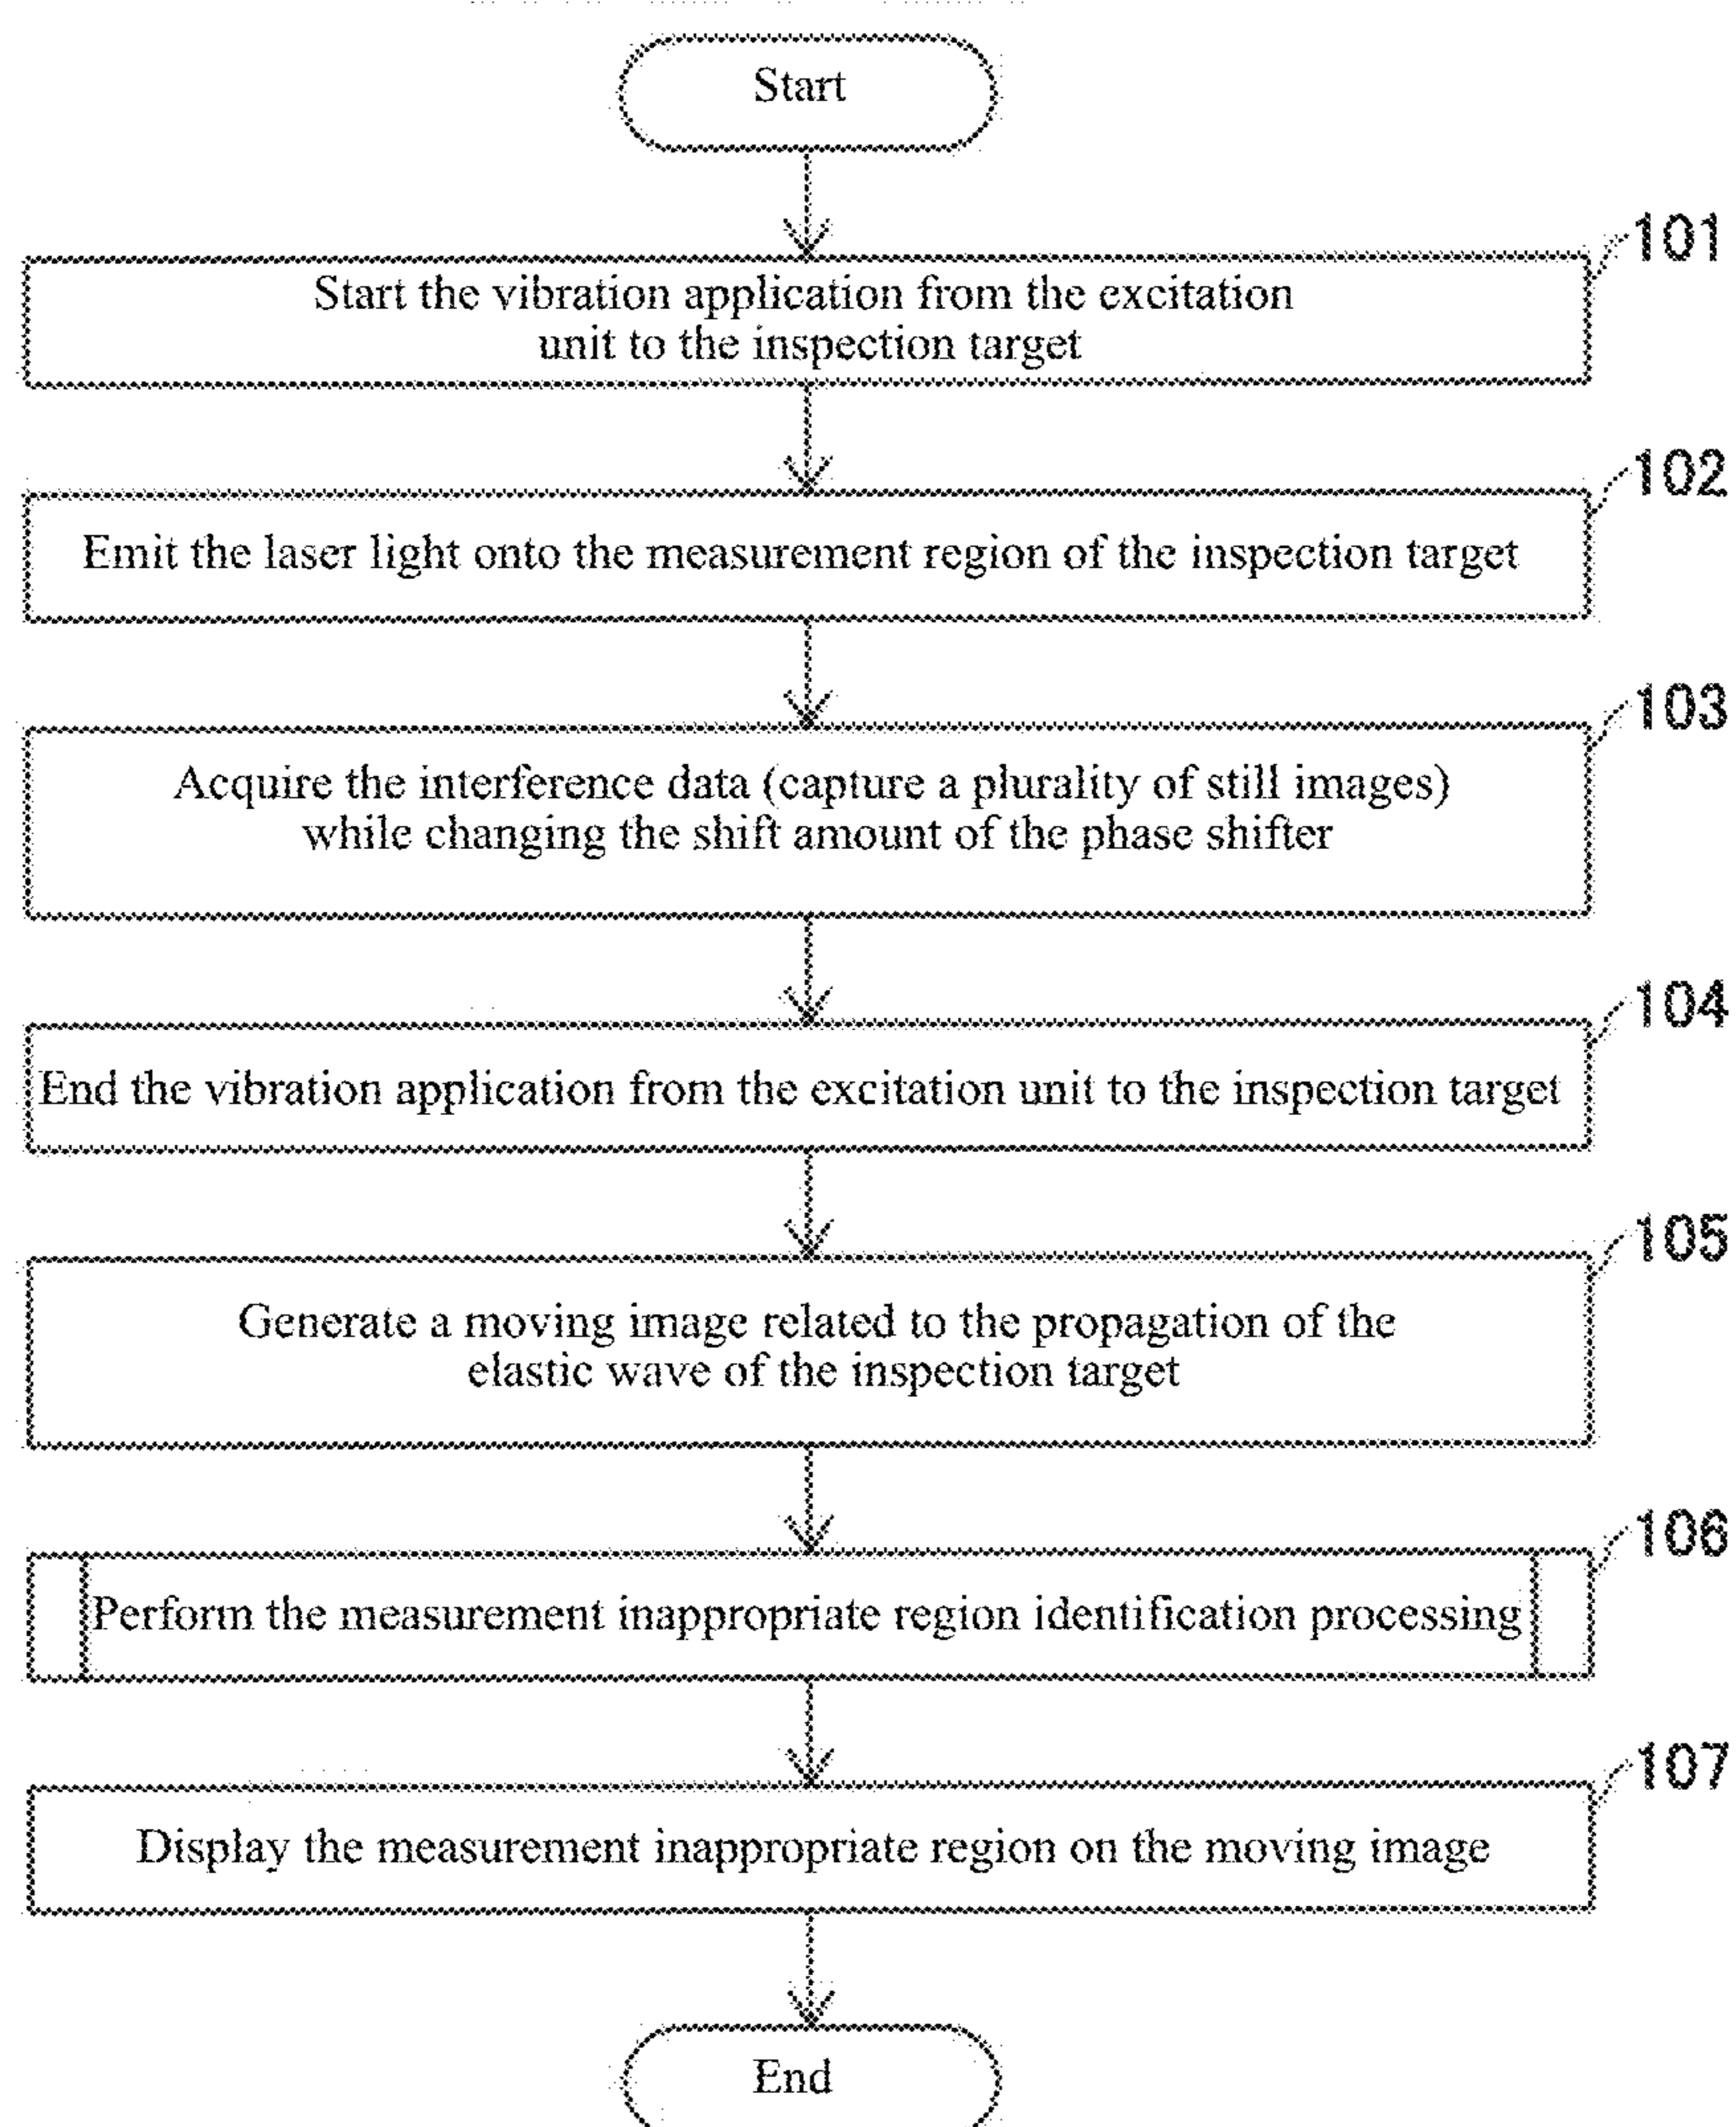 Start
101
Start the vibration application from the excitation
unit to the inspection target
102
Emit the laser light onto the measurement region of the inspection target
103
Acquire the interference data (capture a plurality of still images)
while changing the shift amount of the phase shifter
104
End the vibration application from the excitation unit to the inspection target
105
Generate a moving image related to the propagation of the
elastic wave of the inspection target
106
Perform the measurement inappropriate region identification processing
107
Display the measurement inappropriate region on the moving image
End